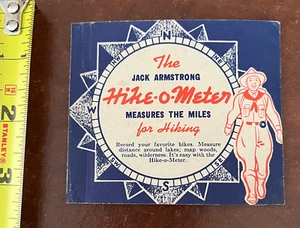 N
The
JACK ARMSTRONG
Hike-o-Meter
W
MEASURES THE MILES
for Hiking
Record your favorite hikes. Measure
distance around lakes; map woods,
roads, wilderness. It's easy with the
Hike-o-Meter.
S
1
2
3
STANLEY